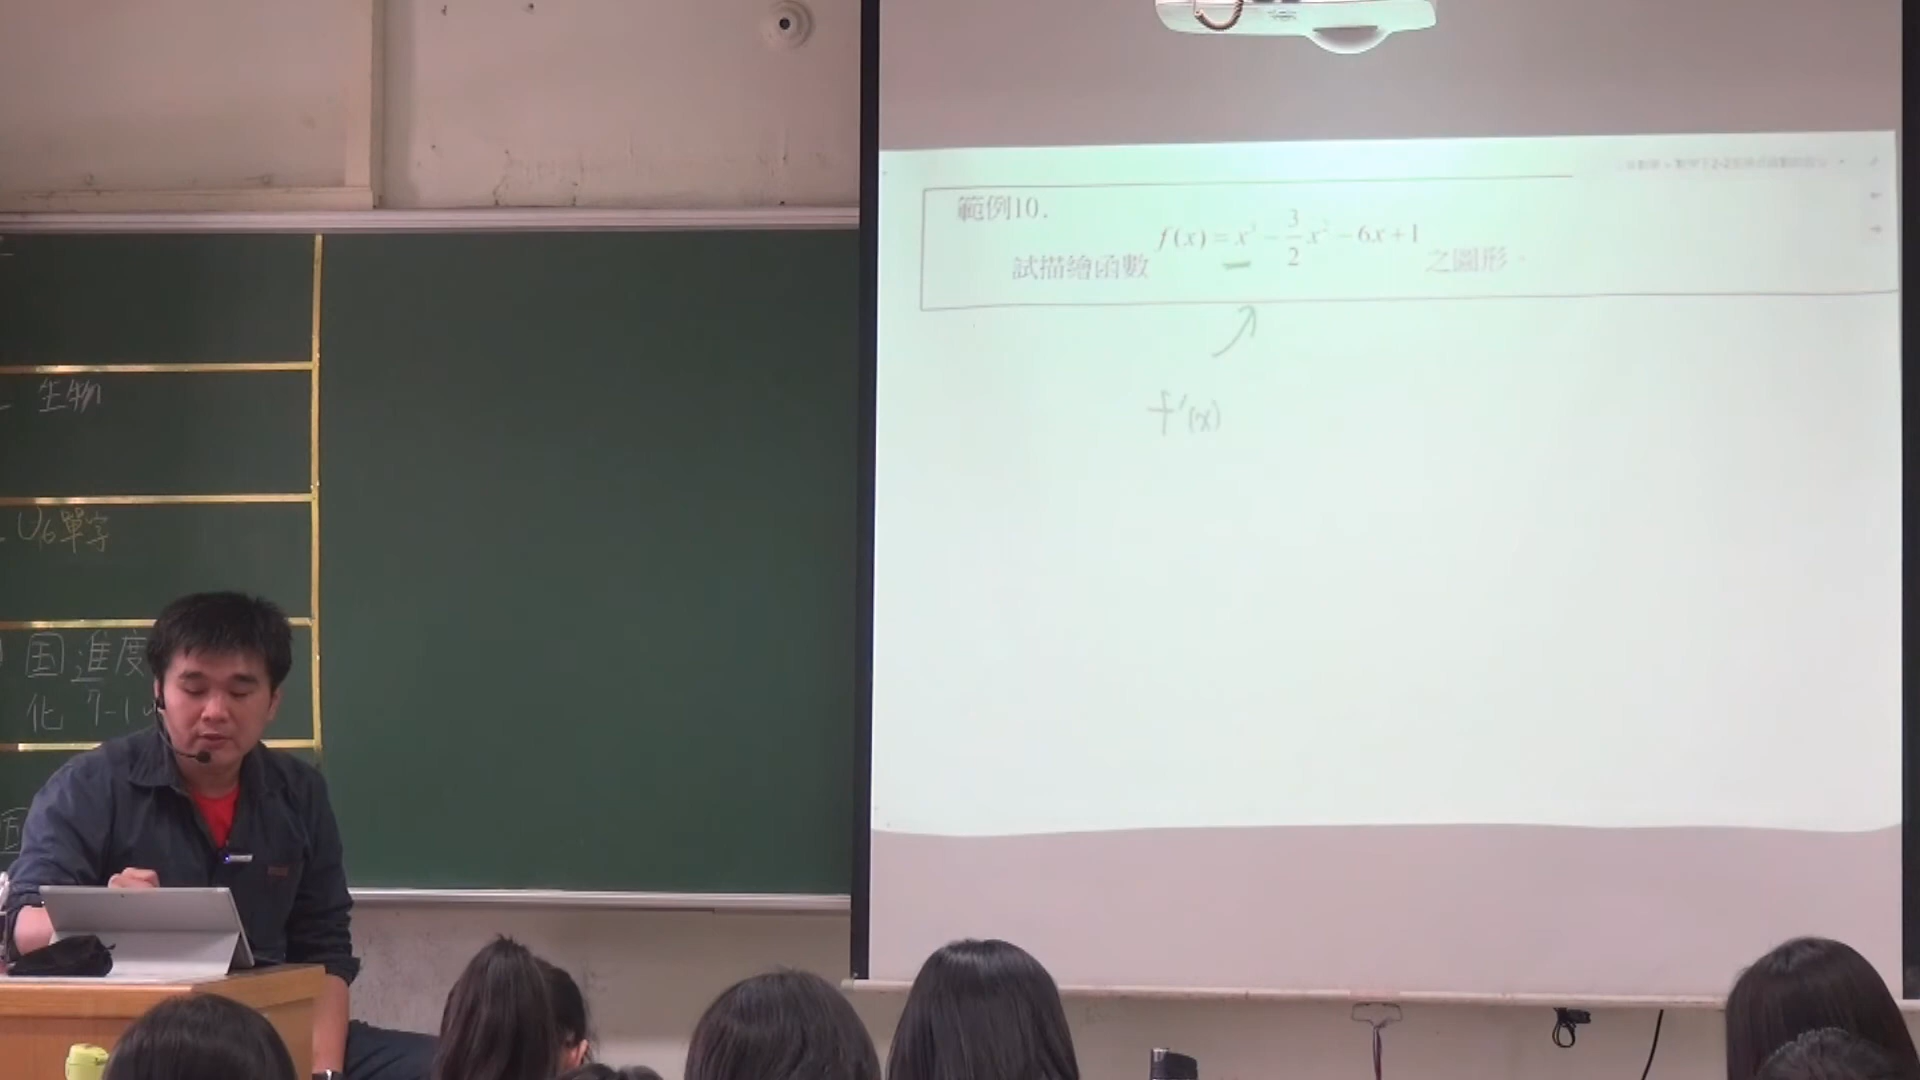 生物
U6單字
国進度
化 7-1
国
範例10.
試描繪函數 f(x) = x³ - 3/2 x² - 6x + 1 之圖形。
f'(x)